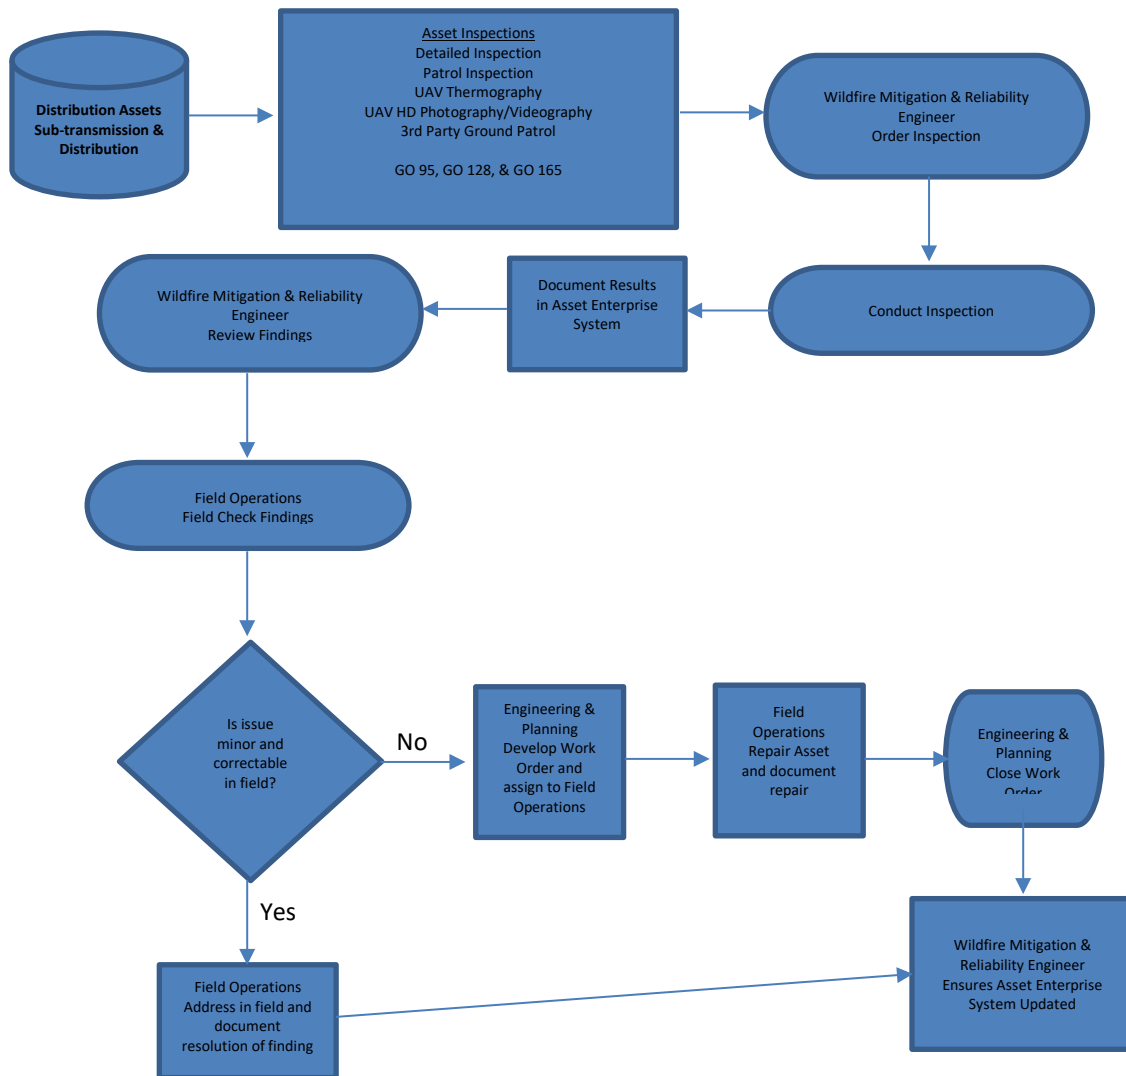 Distribution Assets
Sub-transmission &
Distribution
Asset Inspections
Detailed Inspection
Patrol Inspection
UAV Thermography
UAV HD Photography/Videography
3rd Party Ground Patrol
GO 95, GO 128, & GO 165
Wildfire Mitigation & Reliability
Engineer
Order Inspection
Conduct Inspection
Document Results
in Asset Enterprise
System
Wildfire Mitigation & Reliability
Engineer
Review Findings
Field Operations
Field Check Findings
Is issue
minor and
correctable
in field?
No
Engineering &
Planning
Develop Work
Order and
assign to Field
Operations
Field
Operations
Repair Asset
and document
repair
Engineering &
Planning
Close Work
Order
Yes
Field Operations
Address in field and
document
resolution of finding
Wildfire Mitigation &
Reliability Engineer
Ensures Asset Enterprise
System Updated